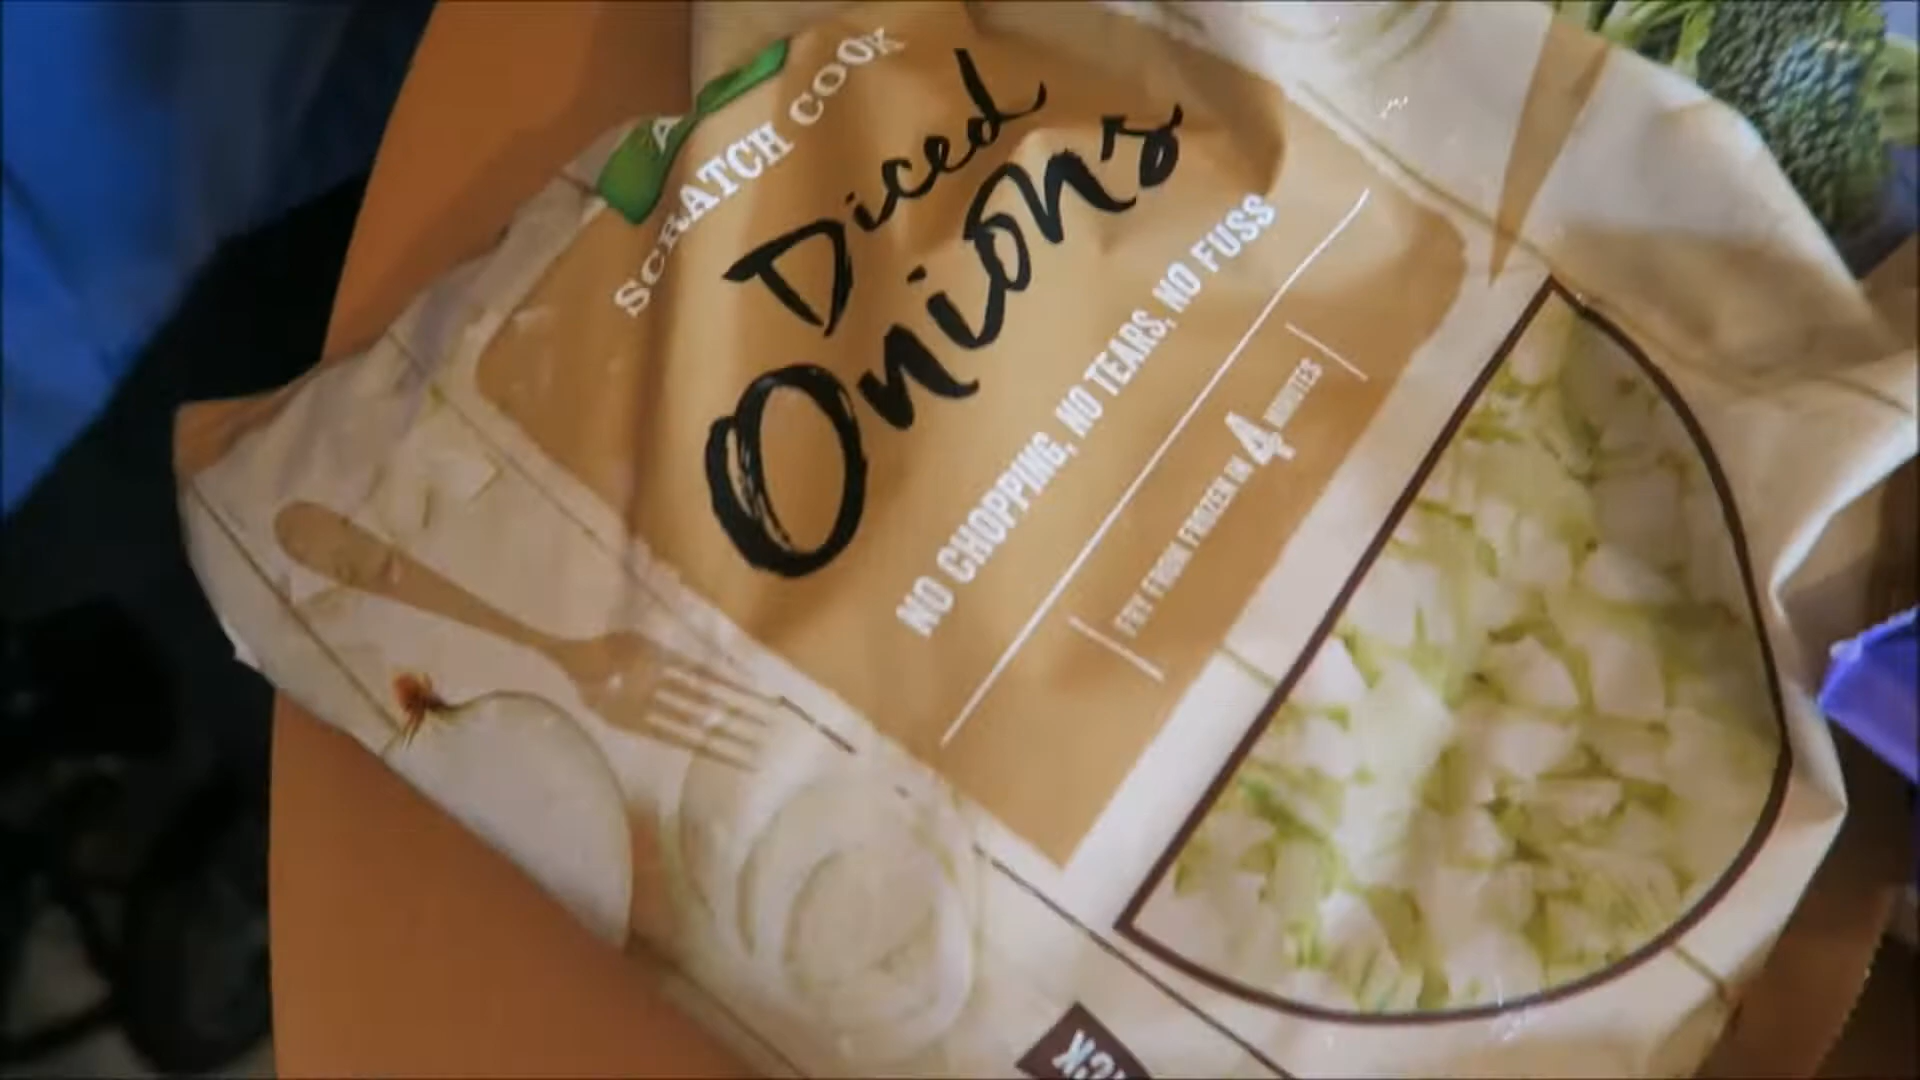 A
SCRATCH COOK
Diced
Onions
NO CHOPPING, NO TEARS, NO FUSS
FRY FROM FROZEN IN 4 MINUTES